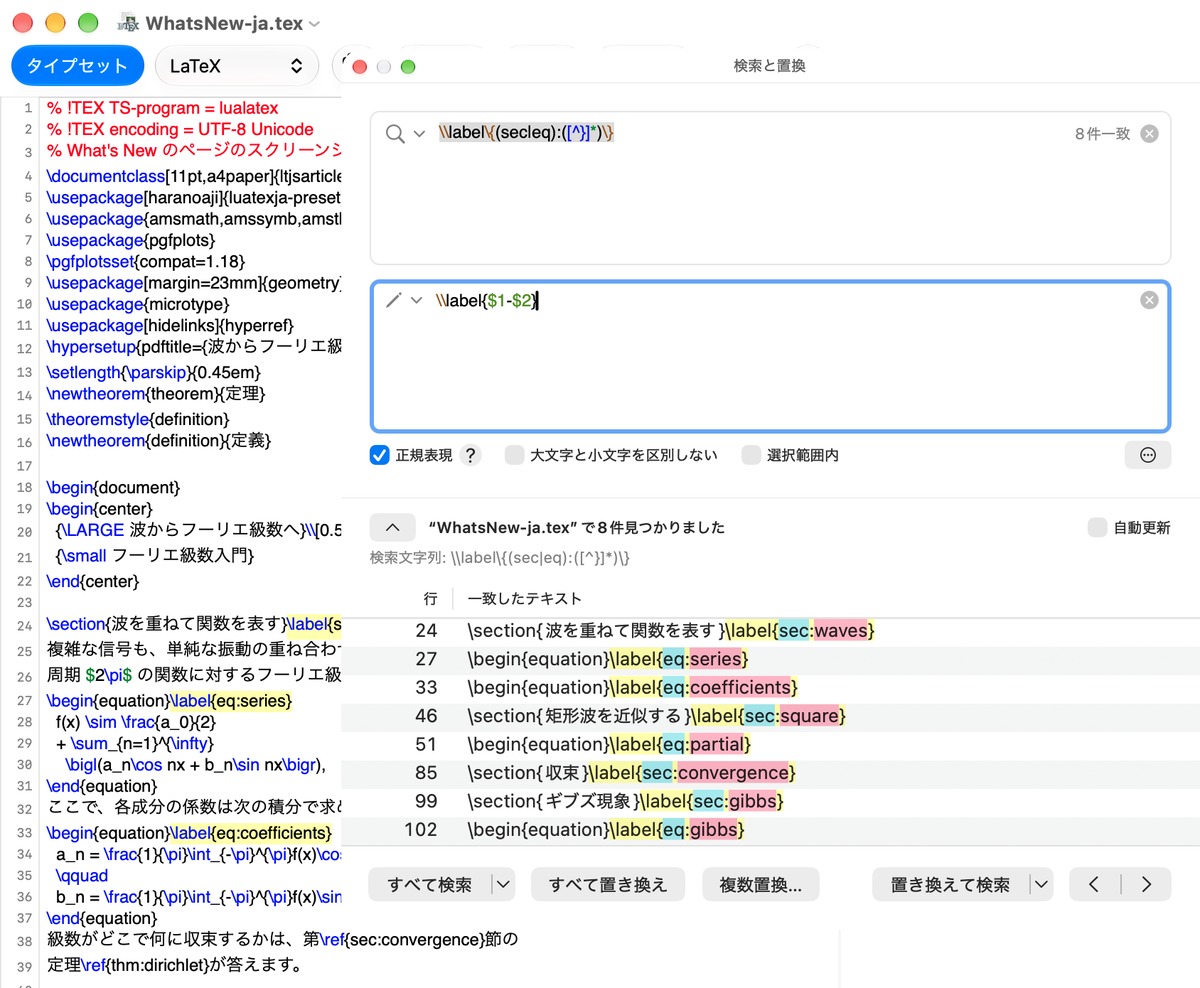 WhatsNew-ja.tex
タイプセット
LaTeX
検索と置換
1 % !TEX TS-program = lualatex
2 % !TEX encoding = UTF-8 Unicode
3 % What's New のページのスクリーンシ
4 \documentclass[11pt,a4paper]{ltjsarticle
5 \usepackage[haranoaji]{luatexja-preset
6 \usepackage{amsmath,amssymb,amsth
7 \usepackage{pgfplots}
8 \pgfplotsset{compat=1.18}
9 \usepackage[margin=23mm]{geometry}
10 \usepackage{microtype}
11 \usepackage[hidelinks]{hyperref}
12 \hypersetup{pdftitle={波からフーリエ級
13 \setlength{\parskip}{0.45em}
14 \newtheorem{theorem}{定理}
15 \theoremstyle{definition}
16 \newtheorem{definition}{定義}
17
18 \begin{document}
19 \begin{center}
20 {\LARGE 波からフーリエ級数へ}\\[0.5
21 {\small フーリエ級数入門}
22 \end{center}
23
24 \section{波を重ねて関数を表す}\label{s
25 複雑な信号も、単純な振動の重ね合わ
26 周期 $2\pi$ の関数に対するフーリエ級
27 \begin{equation}\label{eq:series}
28 f(x) \sim \frac{a_0}{2}
29 + \sum_{n=1}^{\infty}
30 \bigl(a_n\cos nx + b_n\sin nx\bigr),
31 \end{equation}
32 ここで、各成分の係数は次の積分で求め
33 \begin{equation}\label{eq:coefficients}
34 a_n = \frac{1}{\pi}\int_{-\pi}^{\pi}f(x)\cos
35 \qquad
36 b_n = \frac{1}{\pi}\int_{-\pi}^{\pi}f(x)\sin
37 \end{equation}
38 級数がどこで何に収束するかは、第\ref{sec:convergence}節の
39 定理\ref{thm:dirichlet}が答えます。
\\label\{(sec|eq):([^}]*)\}
8 件一致
\\label{$1-$2}
正規表現 ?
大文字と小文字を区別しない
選択範囲内
“WhatsNew-ja.tex” で 8 件見つかりました
自動更新
検索文字列: \\label\{(sec|eq):([^}]*)\}
行 一致したテキスト
24 \section{波を重ねて関数を表す}\label{sec:waves}
27 \begin{equation}\label{eq:series}
33 \begin{equation}\label{eq:coefficients}
46 \section{矩形波を近似する}\label{sec:square}
51 \begin{equation}\label{eq:partial}
85 \section{収束}\label{sec:convergence}
99 \section{ギブズ現象}\label{sec:gibbs}
102 \begin{equation}\label{eq:gibbs}
すべて検索
すべて置き換え
複数置換...
置き換えて検索